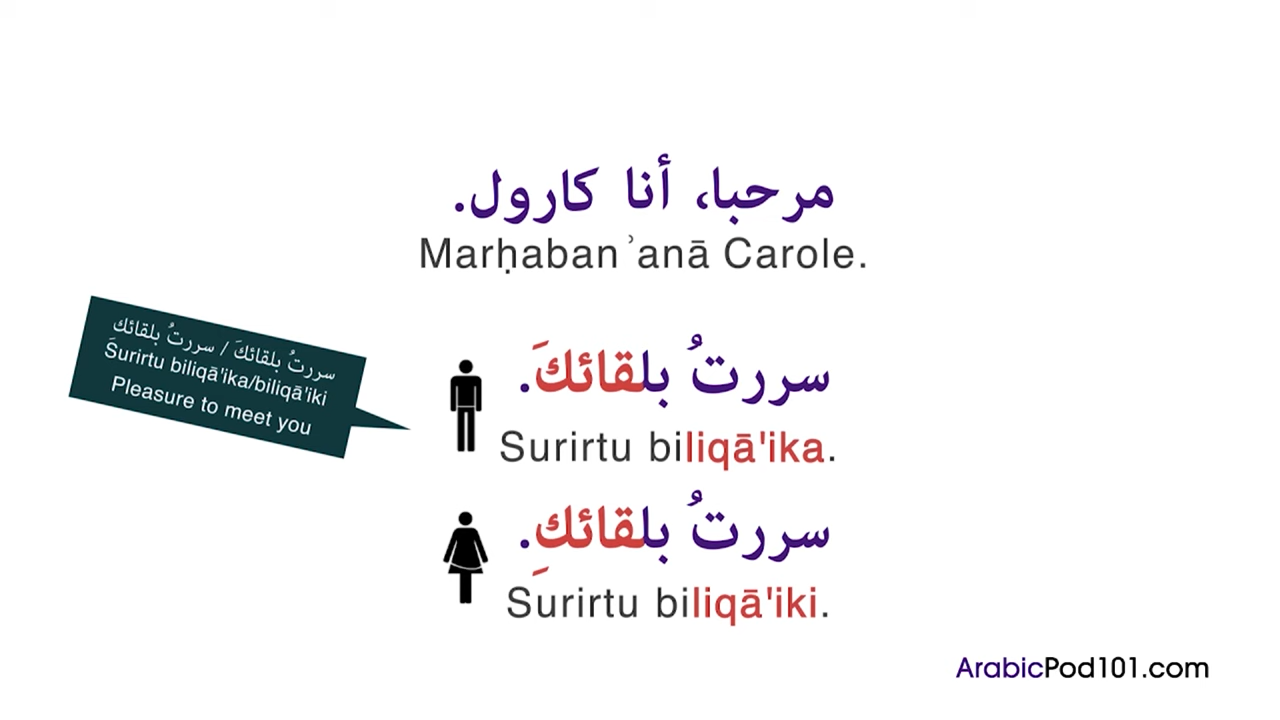 مرحبا، أنا كارول.
Marḥaban ʾanā Carole.
سررتُ بلقائكَ / سررتُ بلقائك
Surirtu biliqā'ika/biliqā'iki
Pleasure to meet you
سررتُ بلقائكَ.
Surirtu biliqā'ika.
سررتُ بلقائكِ.
Surirtu biliqā'iki.
ArabicPod101.com